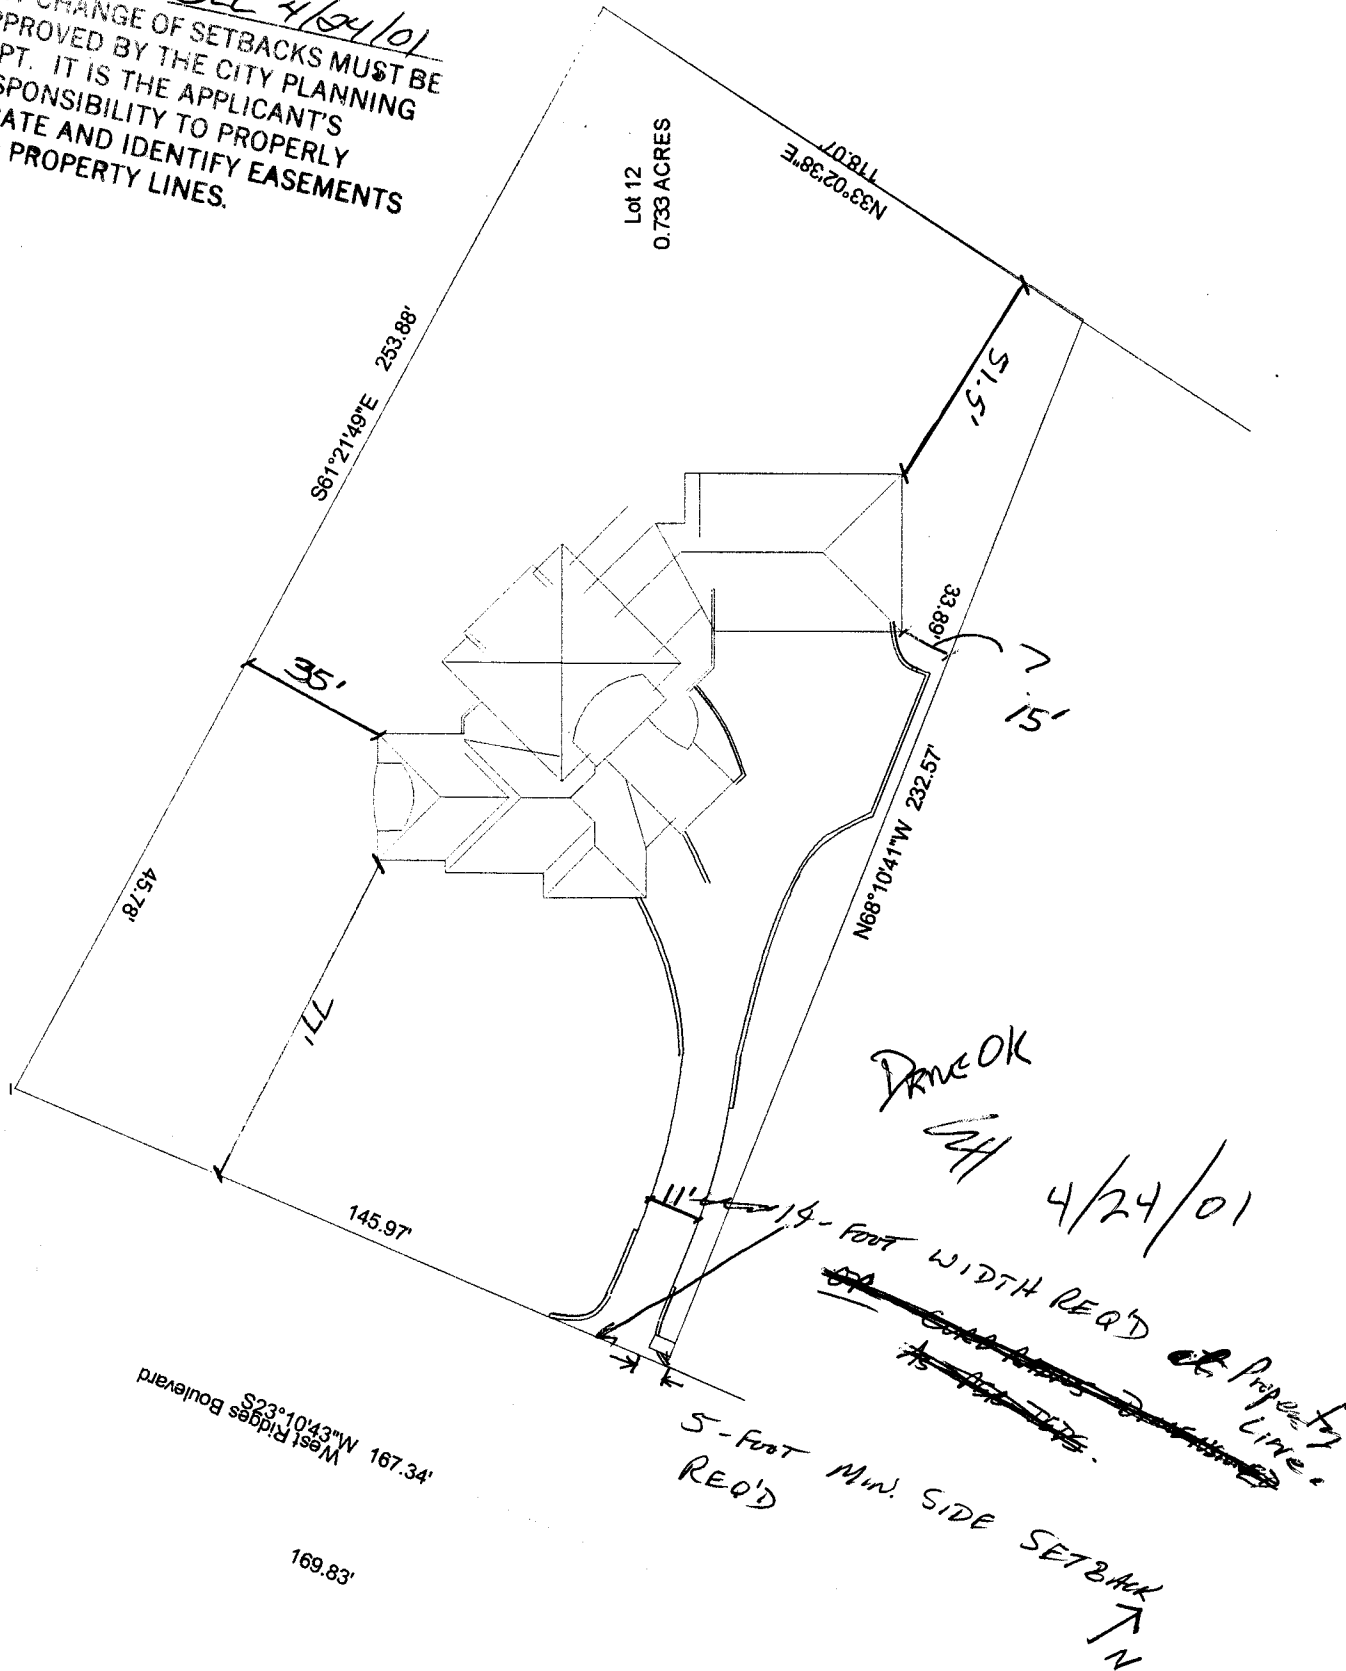 4/24/01
CHANGE OF SETBACKS MUST BE
APPROVED BY THE CITY PLANNING
PT. IT IS THE APPLICANT'S
SPONSIBILITY TO PROPERLY
ATE AND IDENTIFY EASEMENTS
PROPERTY LINES.
Lot 12
0.733 ACRES
N33°02'38"E
118.07'
S61°21'49"E 253.88'
51.5'
35'
33.89'
15'
N68°10'41"W 232.57'
45.78'
77'
DRIVE OK
4/24/01
11'
14-FOOT WIDTH REQ'D at Property
Line.
145.97'
5-FOOT MIN. SIDE SETBACK
REQ'D
West Ridges Boulevard
S23°10'43"W 167.34'
169.83'
N